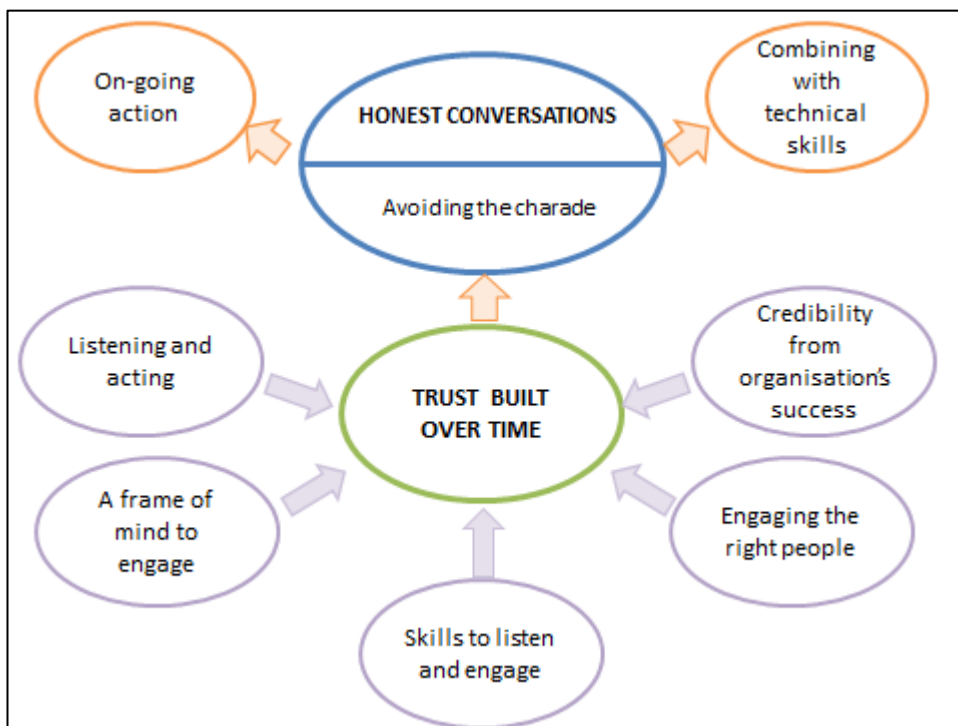 On-going
action
HONEST CONVERSATIONS
Avoiding the charade
Combining
with
technical
skills
Listening and
acting
TRUST BUILT
OVER TIME
Credibility
from
organisation's
success
A frame of
mind to
engage
Engaging the
right people
Skills to listen
and engage